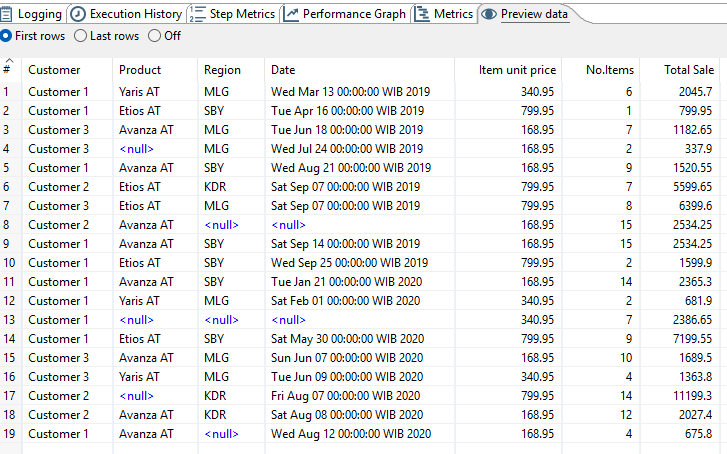 Logging Execution History Step Metrics Performance Graph Metrics Preview data
First rows Last rows Off
# Customer Product Region Date Item unit price No.Items Total Sale
1 Customer 1 Yaris AT MLG Wed Mar 13 00:00:00 WIB 2019 340.95 6 2045.7
2 Customer 1 Etios AT SBY Tue Apr 16 00:00:00 WIB 2019 799.95 1 799.95
3 Customer 3 Avanza AT MLG Tue Jun 18 00:00:00 WIB 2019 168.95 7 1182.65
4 Customer 3 <null> MLG Wed Jul 24 00:00:00 WIB 2019 168.95 2 337.9
5 Customer 1 Avanza AT SBY Wed Aug 21 00:00:00 WIB 2019 168.95 9 1520.55
6 Customer 2 Etios AT KDR Sat Sep 07 00:00:00 WIB 2019 799.95 7 5599.65
7 Customer 3 Etios AT MLG Sat Sep 07 00:00:00 WIB 2019 799.95 8 6399.6
8 Customer 2 Avanza AT <null> <null> 168.95 15 2534.25
9 Customer 1 Avanza AT SBY Sat Sep 14 00:00:00 WIB 2019 168.95 15 2534.25
10 Customer 1 Etios AT SBY Wed Sep 25 00:00:00 WIB 2019 799.95 2 1599.9
11 Customer 1 Avanza AT SBY Tue Jan 21 00:00:00 WIB 2020 168.95 14 2365.3
12 Customer 1 Yaris AT MLG Sat Feb 01 00:00:00 WIB 2020 340.95 2 681.9
13 Customer 1 <null> <null> <null> 340.95 7 2386.65
14 Customer 1 Etios AT SBY Sat May 30 00:00:00 WIB 2020 799.95 9 7199.55
15 Customer 3 Avanza AT MLG Sun Jun 07 00:00:00 WIB 2020 168.95 10 1689.5
16 Customer 3 Yaris AT MLG Tue Jun 09 00:00:00 WIB 2020 340.95 4 1363.8
17 Customer 2 <null> KDR Fri Aug 07 00:00:00 WIB 2020 799.95 14 11199.3
18 Customer 2 Avanza AT KDR Sat Aug 08 00:00:00 WIB 2020 168.95 12 2027.4
19 Customer 1 Avanza AT <null> Wed Aug 12 00:00:00 WIB 2020 168.95 4 675.8